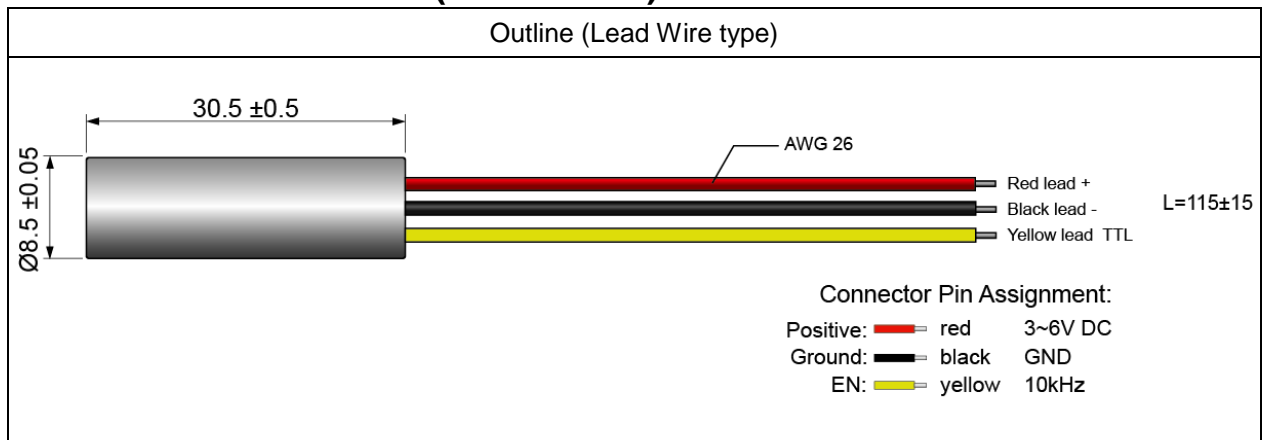 Outline (Lead Wire type)
30.5 ±0.5
Ø8.5 ±0.05
AWG 26
Red lead +
Black lead -
Yellow lead TTL
L=115±15
Connector Pin Assignment:
Positive: red 3~6V DC
Ground: black GND
EN: yellow 10kHz